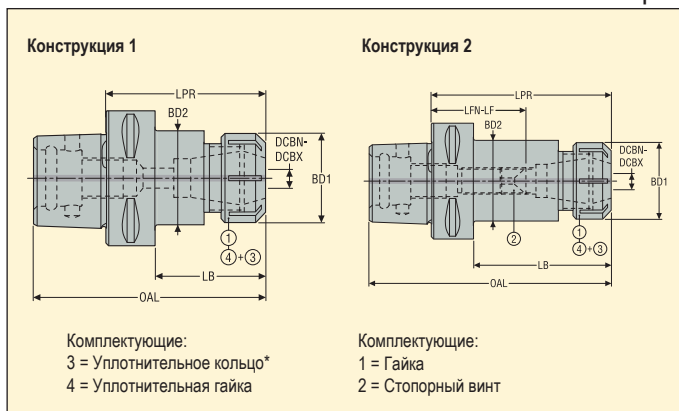 Конструкция 1
LPR
BD2
DCBN-
DCBX
BD1
1
4+3
LB
OAL
Комплектующие:
3 = Уплотнительное кольцо*
4 = Уплотнительная гайка
Конструкция 2
LPR
LFN-LF
BD2
DCBN-
DCBX
BD1
2
1
4+3
LB
OAL
Комплектующие:
1 = Гайка
2 = Стопорный винт